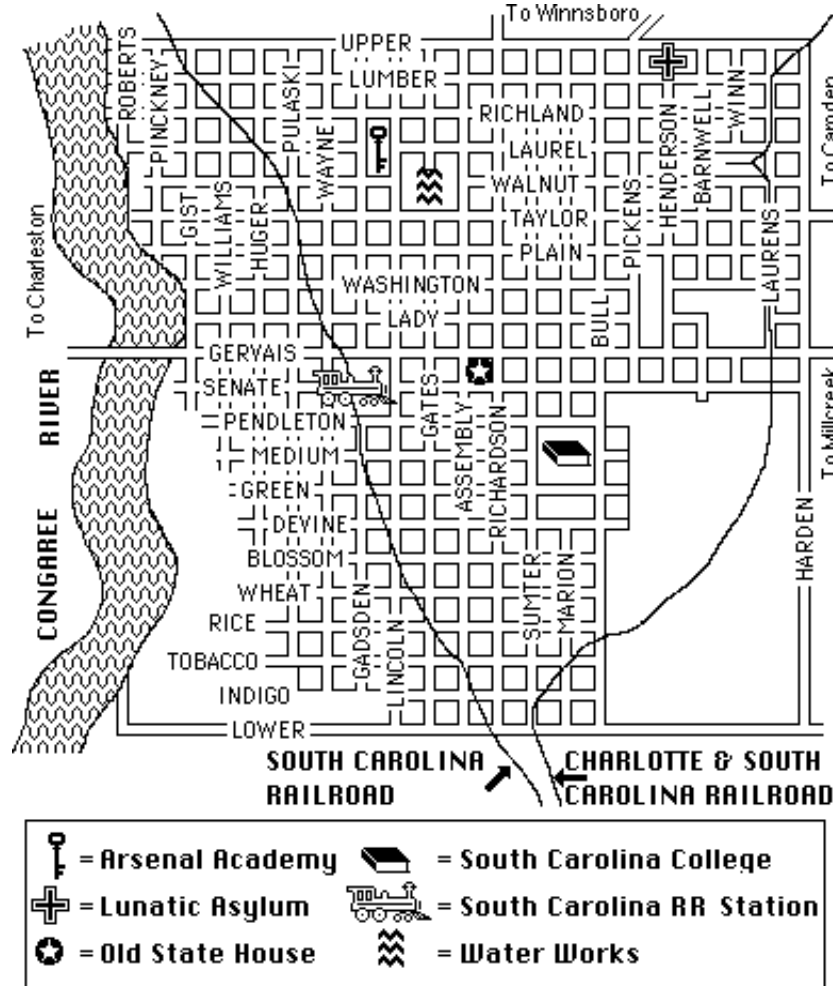 To Winnsboro
UPPER
LUMBER
ROBERTS
PINCKNEY
PULASKI
WAYNE
RICHLAND
LAUREL
WALNUT
TAYLOR
PLAIN
HENDERSON
BARNWELL
WINN
To Camden
GIST
WILLIAMS
HUGER
PICKENS
LAURENS
To Charleston
WASHINGTON
LADY
BULL
GERVAIS
SENATE
PENDLETON
MEDIUM
GREEN
DEVINE
BLOSSOM
WHEAT
RICE
TOBACCO
INDIGO
LOWER
GATES
ASSEMBLY
RICHARDSON
To Millcreek
CONGAREE RIVER
HARDEN
GADSDEN
LINCOLN
SUMTER
MARION
SOUTH CAROLINA
RAILROAD
CHARLOTTE & SOUTH
CAROLINA RAILROAD
= Arsenal Academy
= South Carolina College
= Lunatic Asylum
= South Carolina RR Station
= Old State House
= Water Works